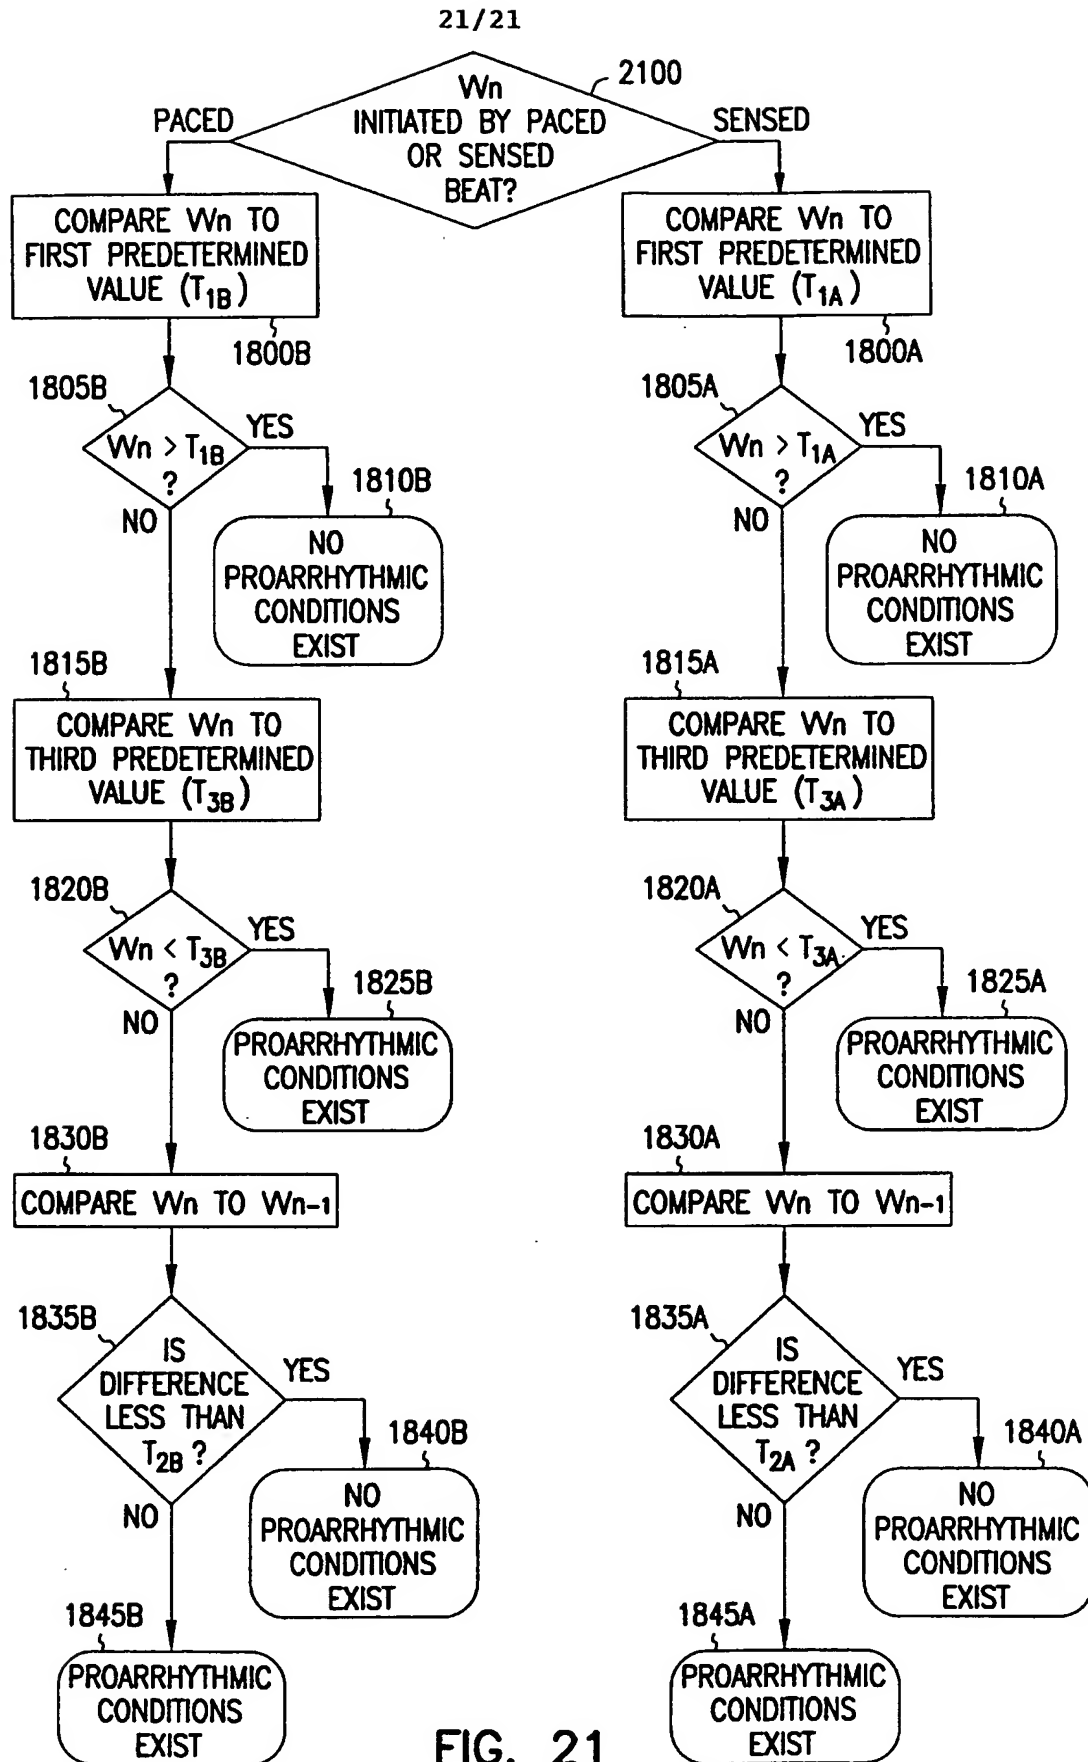 21/21
2100
Wn
INITIATED BY PACED
OR SENSED
BEAT?
PACED
SENSED
COMPARE Wn TO
FIRST PREDETERMINED
VALUE (T1B)
1800B
1805B
Wn > T1B
?
YES
NO
1810B
NO
PROARRHYTHMIC
CONDITIONS
EXIST
1815B
COMPARE Wn TO
THIRD PREDETERMINED
VALUE (T3B)
1820B
Wn < T3B
?
YES
NO
1825B
PROARRHYTHMIC
CONDITIONS
EXIST
1830B
COMPARE Wn TO Wn-1
1835B
IS
DIFFERENCE
LESS THAN
T2B ?
YES
NO
1840B
NO
PROARRHYTHMIC
CONDITIONS
EXIST
1845B
PROARRHYTHMIC
CONDITIONS
EXIST
COMPARE Wn TO
FIRST PREDETERMINED
VALUE (T1A)
1800A
1805A
Wn > T1A
?
YES
NO
1810A
NO
PROARRHYTHMIC
CONDITIONS
EXIST
1815A
COMPARE Wn TO
THIRD PREDETERMINED
VALUE (T3A)
1820A
Wn < T3A
?
YES
NO
1825A
PROARRHYTHMIC
CONDITIONS
EXIST
1830A
COMPARE Wn TO Wn-1
1835A
IS
DIFFERENCE
LESS THAN
T2A ?
YES
NO
1840A
NO
PROARRHYTHMIC
CONDITIONS
EXIST
1845A
PROARRHYTHMIC
CONDITIONS
EXIST
FIG. 21